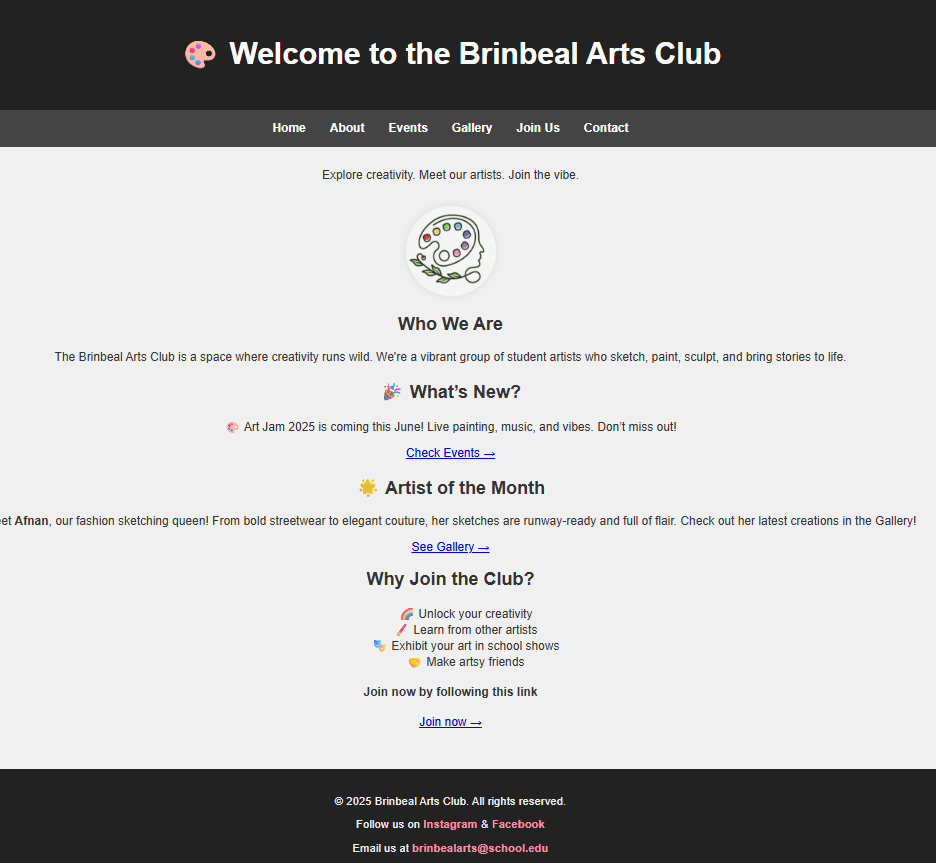 🎨 Welcome to the Brinbeal Arts Club
Home About Events Gallery Join Us Contact
Explore creativity. Meet our artists. Join the vibe.
Who We Are
The Brinbeal Arts Club is a space where creativity runs wild. We're a vibrant group of student artists who sketch, paint, sculpt, and bring stories to life.
🎉 What’s New?
🎨 Art Jam 2025 is coming this June! Live painting, music, and vibes. Don’t miss out!
Check Events →
🌟 Artist of the Month
et Afnan, our fashion sketching queen! From bold streetwear to elegant couture, her sketches are runway-ready and full of flair. Check out her latest creations in the Gallery!
See Gallery →
Why Join the Club?
🌈 Unlock your creativity
🖌️ Learn from other artists
🎭 Exhibit your art in school shows
🤝 Make artsy friends
Join now by following this link
Join now →
© 2025 Brinbeal Arts Club. All rights reserved.
Follow us on Instagram & Facebook
Email us at brinbealarts@school.edu